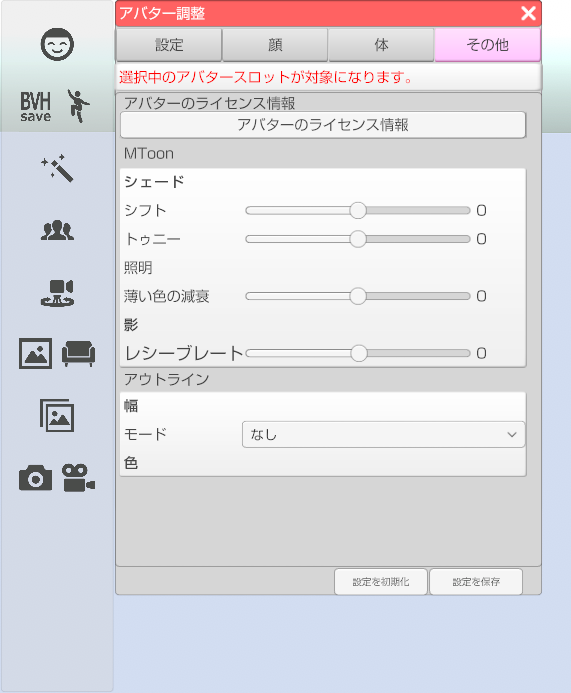 アバター調整
設定 顔 体 その他
選択中のアバタースロットが対象になります。
BVH
save
アバターのライセンス情報
アバターのライセンス情報
MToon
シェード
シフト 0
トゥニー 0
照明
薄い色の減衰 0
影
レシーブレート 0
アウトライン
幅
モード なし
色
設定を初期化 設定を保存